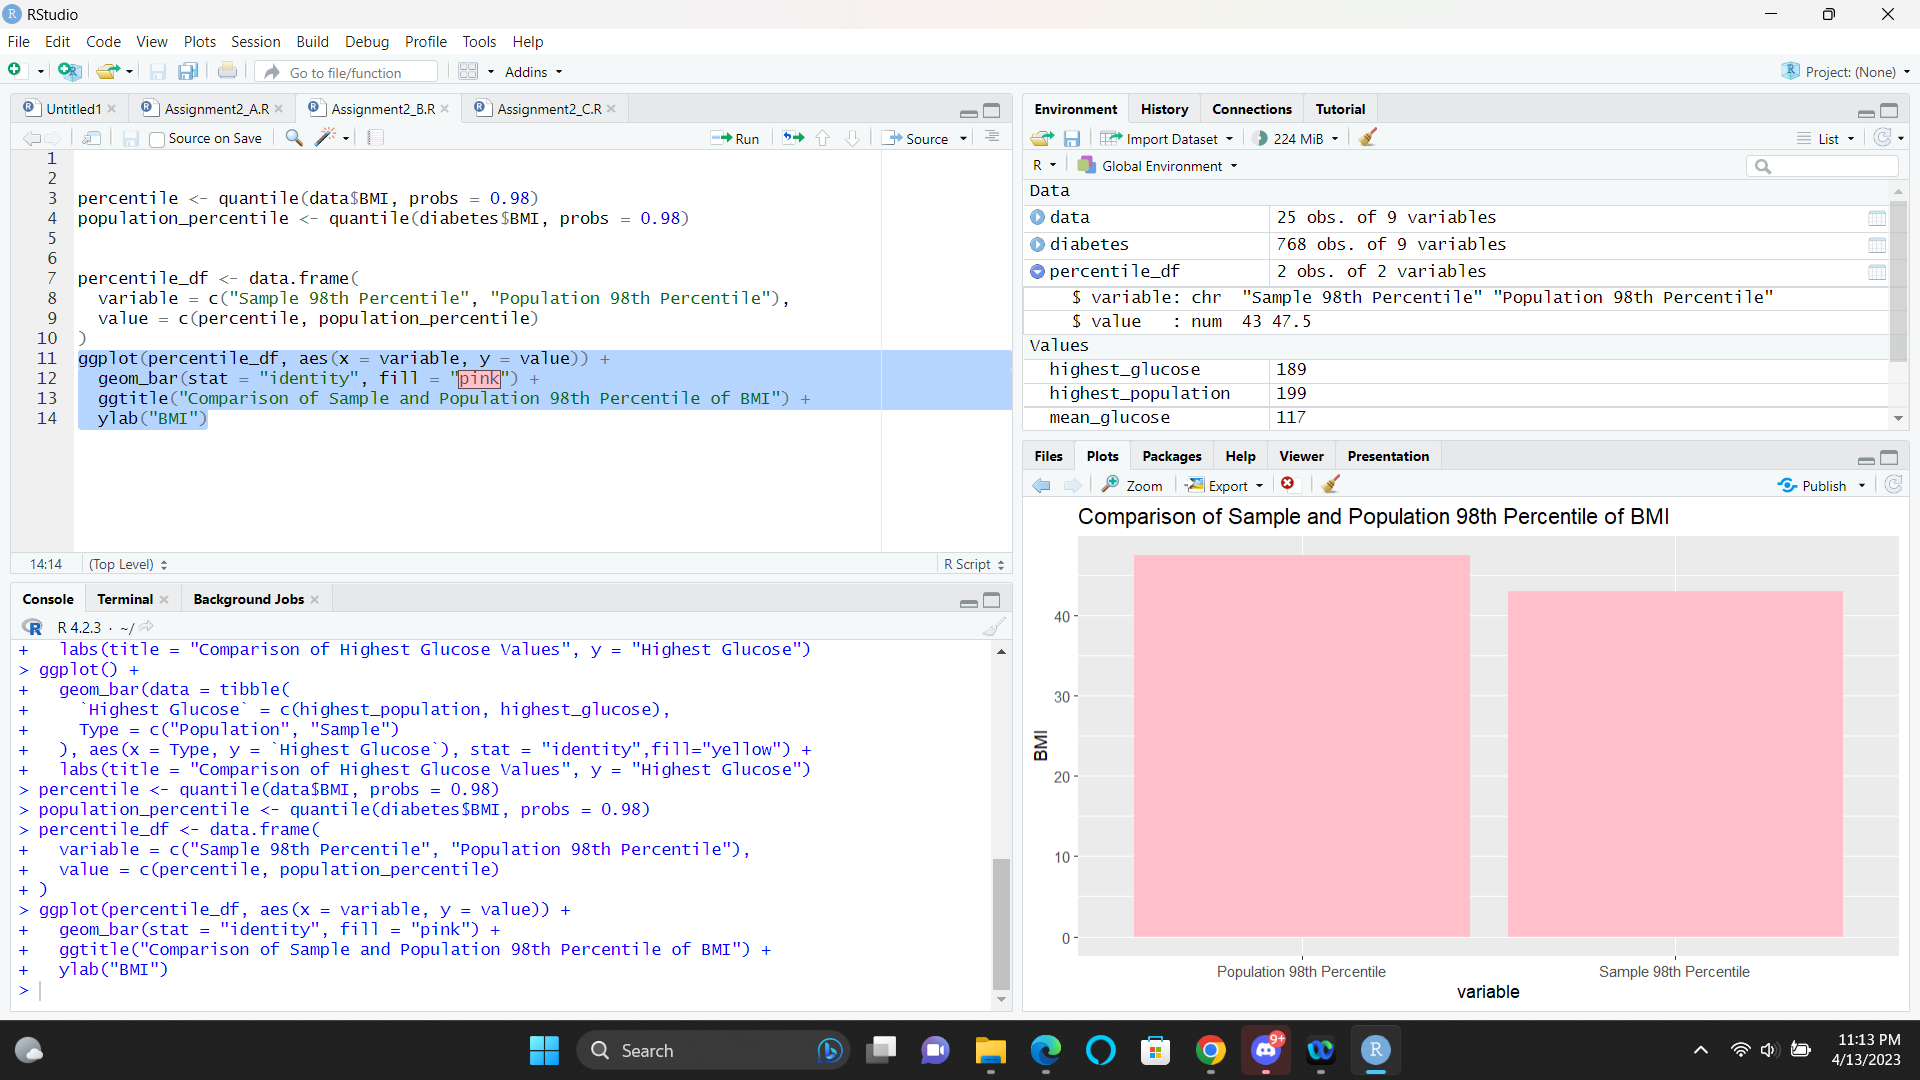 RStudio
File Edit Code View Plots Session Build Debug Profile Tools Help
Go to file/function Addins Project: (None)
Untitled1 Assignment2_A.R Assignment2_B.R Assignment2_C.R
Source on Save Run Source
1
2
3 percentile <- quantile(data$BMI, probs = 0.98)
4 population_percentile <- quantile(diabetes$BMI, probs = 0.98)
5
6
7 percentile_df <- data.frame(
8 variable = c("Sample 98th Percentile", "Population 98th Percentile"),
9 value = c(percentile, population_percentile)
10 )
11 ggplot(percentile_df, aes(x = variable, y = value)) +
12 geom_bar(stat = "identity", fill = "pink") +
13 ggtitle("Comparison of Sample and Population 98th Percentile of BMI") +
14 ylab("BMI")
14:14 (Top Level) R Script
Console Terminal Background Jobs
R R 4.2.3 · ~/
+ labs(title = "Comparison of Highest Glucose Values", y = "Highest Glucose")
> ggplot() +
+ geom_bar(data = tibble(
+ `Highest Glucose` = c(highest_population, highest_glucose),
+ Type = c("Population", "Sample")
+ ), aes(x = Type, y = `Highest Glucose`), stat = "identity",fill="yellow") +
+ labs(title = "Comparison of Highest Glucose Values", y = "Highest Glucose")
> percentile <- quantile(data$BMI, probs = 0.98)
> population_percentile <- quantile(diabetes$BMI, probs = 0.98)
> percentile_df <- data.frame(
+ variable = c("Sample 98th Percentile", "Population 98th Percentile"),
+ value = c(percentile, population_percentile)
+ )
> ggplot(percentile_df, aes(x = variable, y = value)) +
+ geom_bar(stat = "identity", fill = "pink") +
+ ggtitle("Comparison of Sample and Population 98th Percentile of BMI") +
+ ylab("BMI")
>
Environment History Connections Tutorial
Import Dataset 224 MiB List
R Global Environment
Data
data 25 obs. of 9 variables
diabetes 768 obs. of 9 variables
percentile_df 2 obs. of 2 variables
$ variable: chr "Sample 98th Percentile" "Population 98th Percentile"
$ value : num 43 47.5
Values
highest_glucose 189
highest_population 199
mean_glucose 117
Files Plots Packages Help Viewer Presentation
Zoom Export Publish
Comparison of Sample and Population 98th Percentile of BMI
BMI
40
30
20
10
0
Population 98th Percentile Sample 98th Percentile
variable
Search 9+ R
11:13 PM
4/13/2023